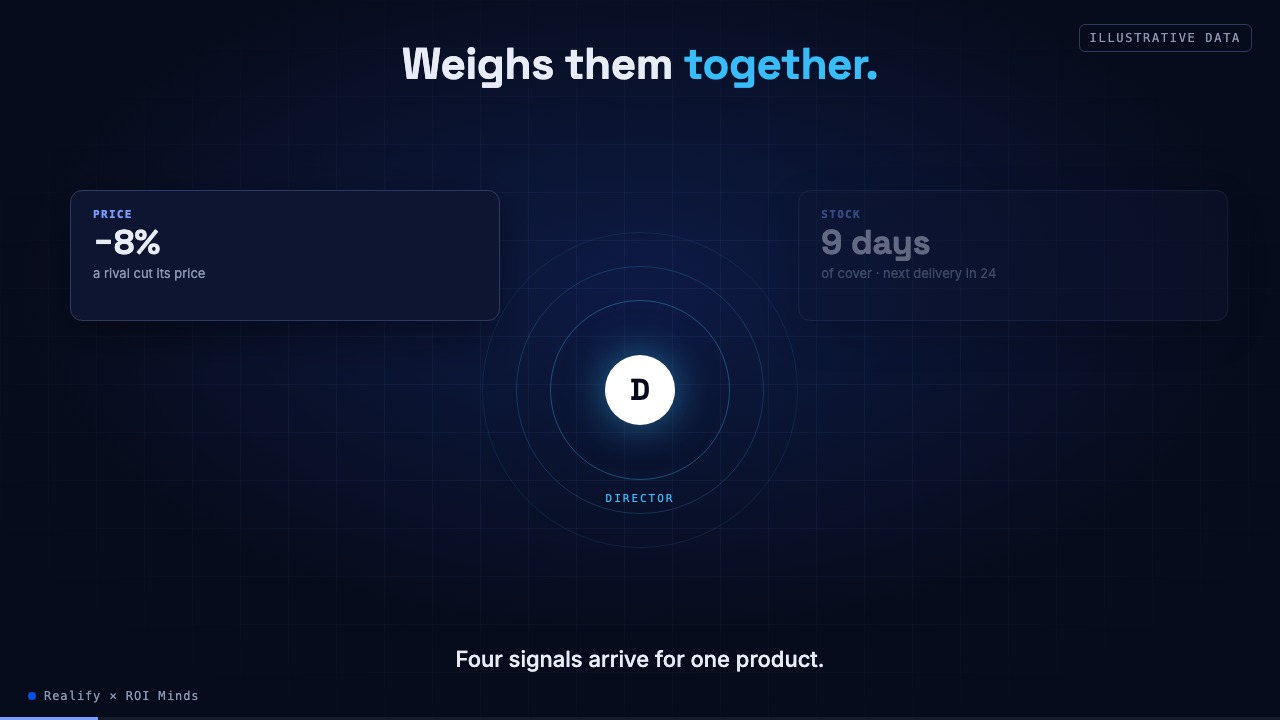 ILLUSTRATIVE DATA
Weighs them together.
PRICE
-8%
a rival cut its price
STOCK
9 days
of cover · next delivery in 24
D
DIRECTOR
Four signals arrive for one product.
Realify × ROI Minds